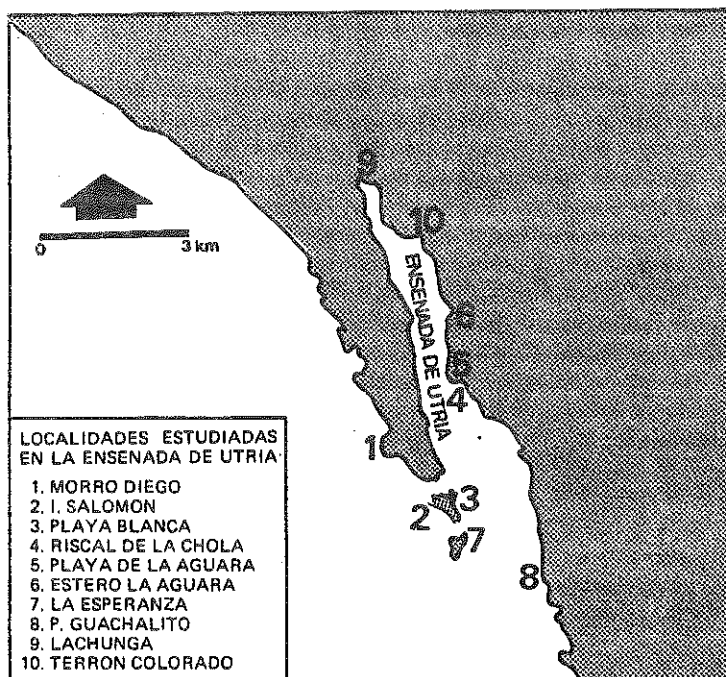 9
10
0 3 km
ENSENADA DE UTRIA
6
5
4
1
3
2
7
8
LOCALIDADES ESTUDIADAS
EN LA ENSENADA DE UTRIA
1. MORRO DIEGO
2. I. SALOMON
3. PLAYA BLANCA
4. RISCAL DE LA CHOLA
5. PLAYA DE LA AGUARA
6. ESTERO LA AGUARA
7. LA ESPERANZA
8. P. GUACHALITO
9. LACHUNGA
10. TERRON COLORADO